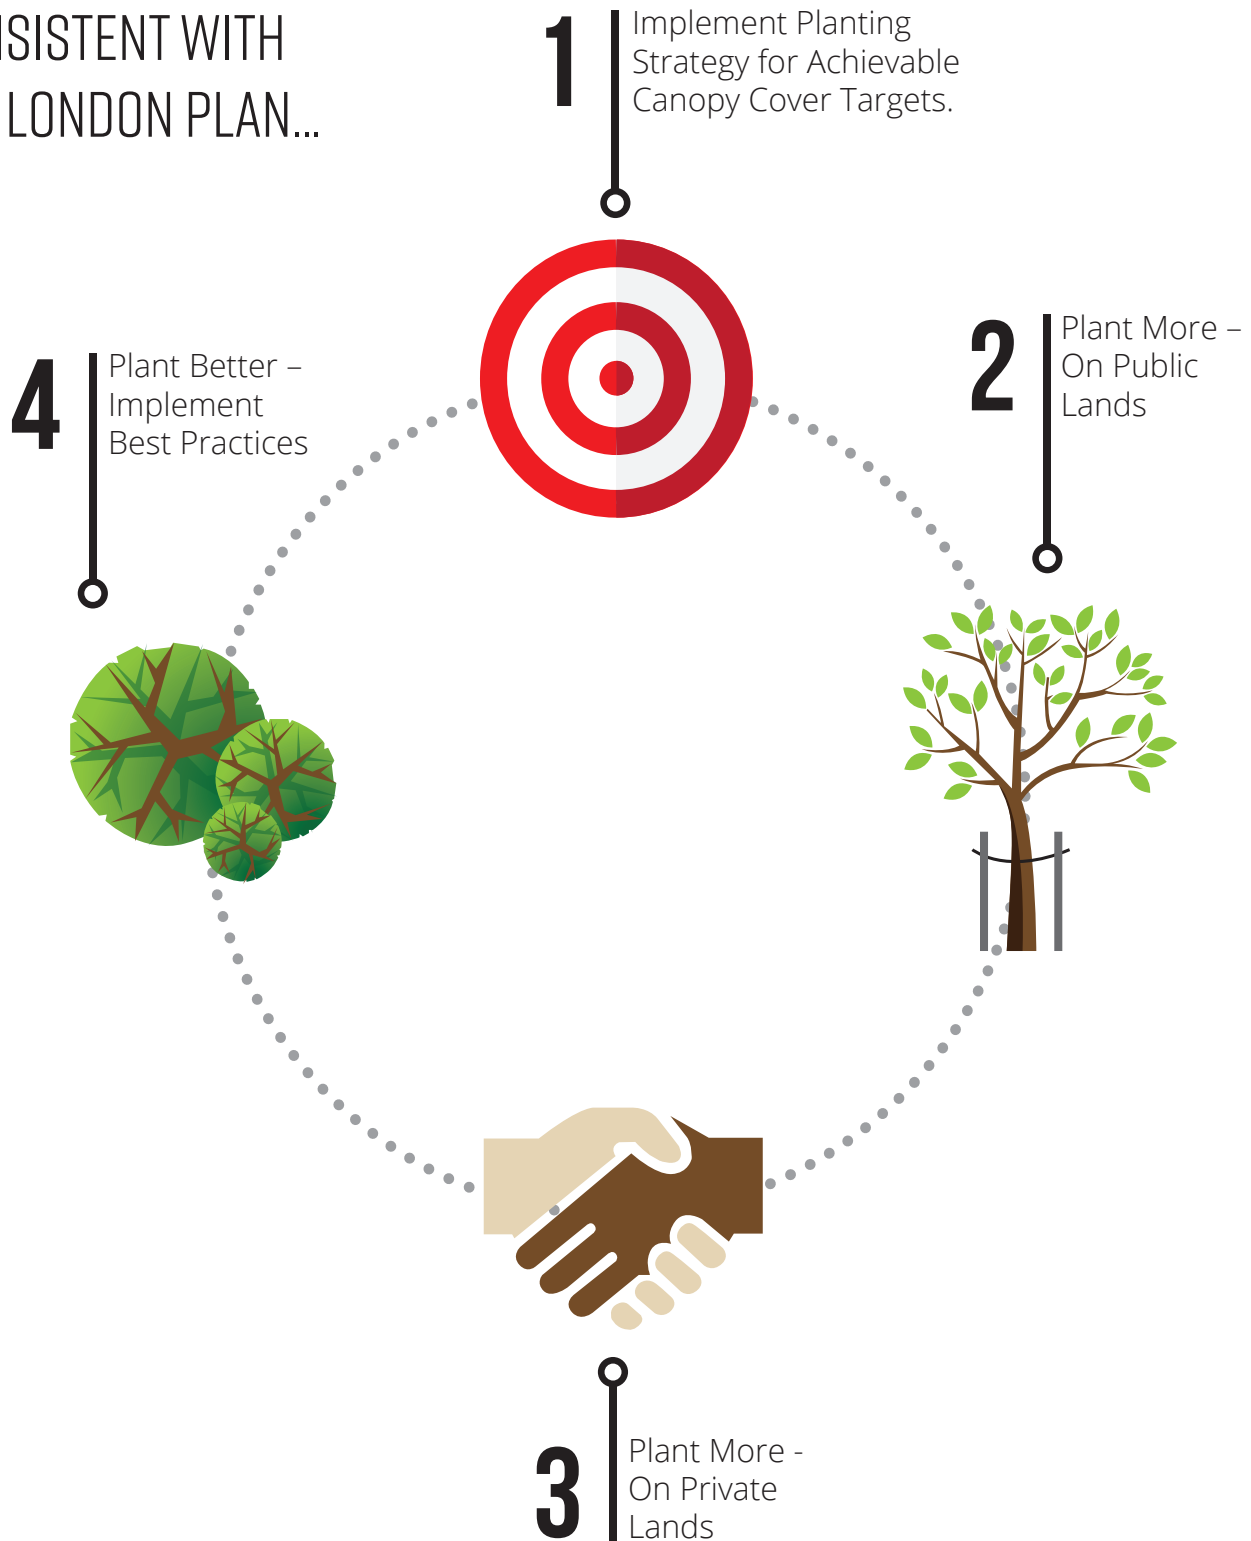 NSISTENT WITH
LONDON PLAN...
1
Implement Planting
Strategy for Achievable
Canopy Cover Targets.
2
Plant More –
On Public
Lands
3
Plant More -
On Private
Lands
4
Plant Better –
Implement
Best Practices